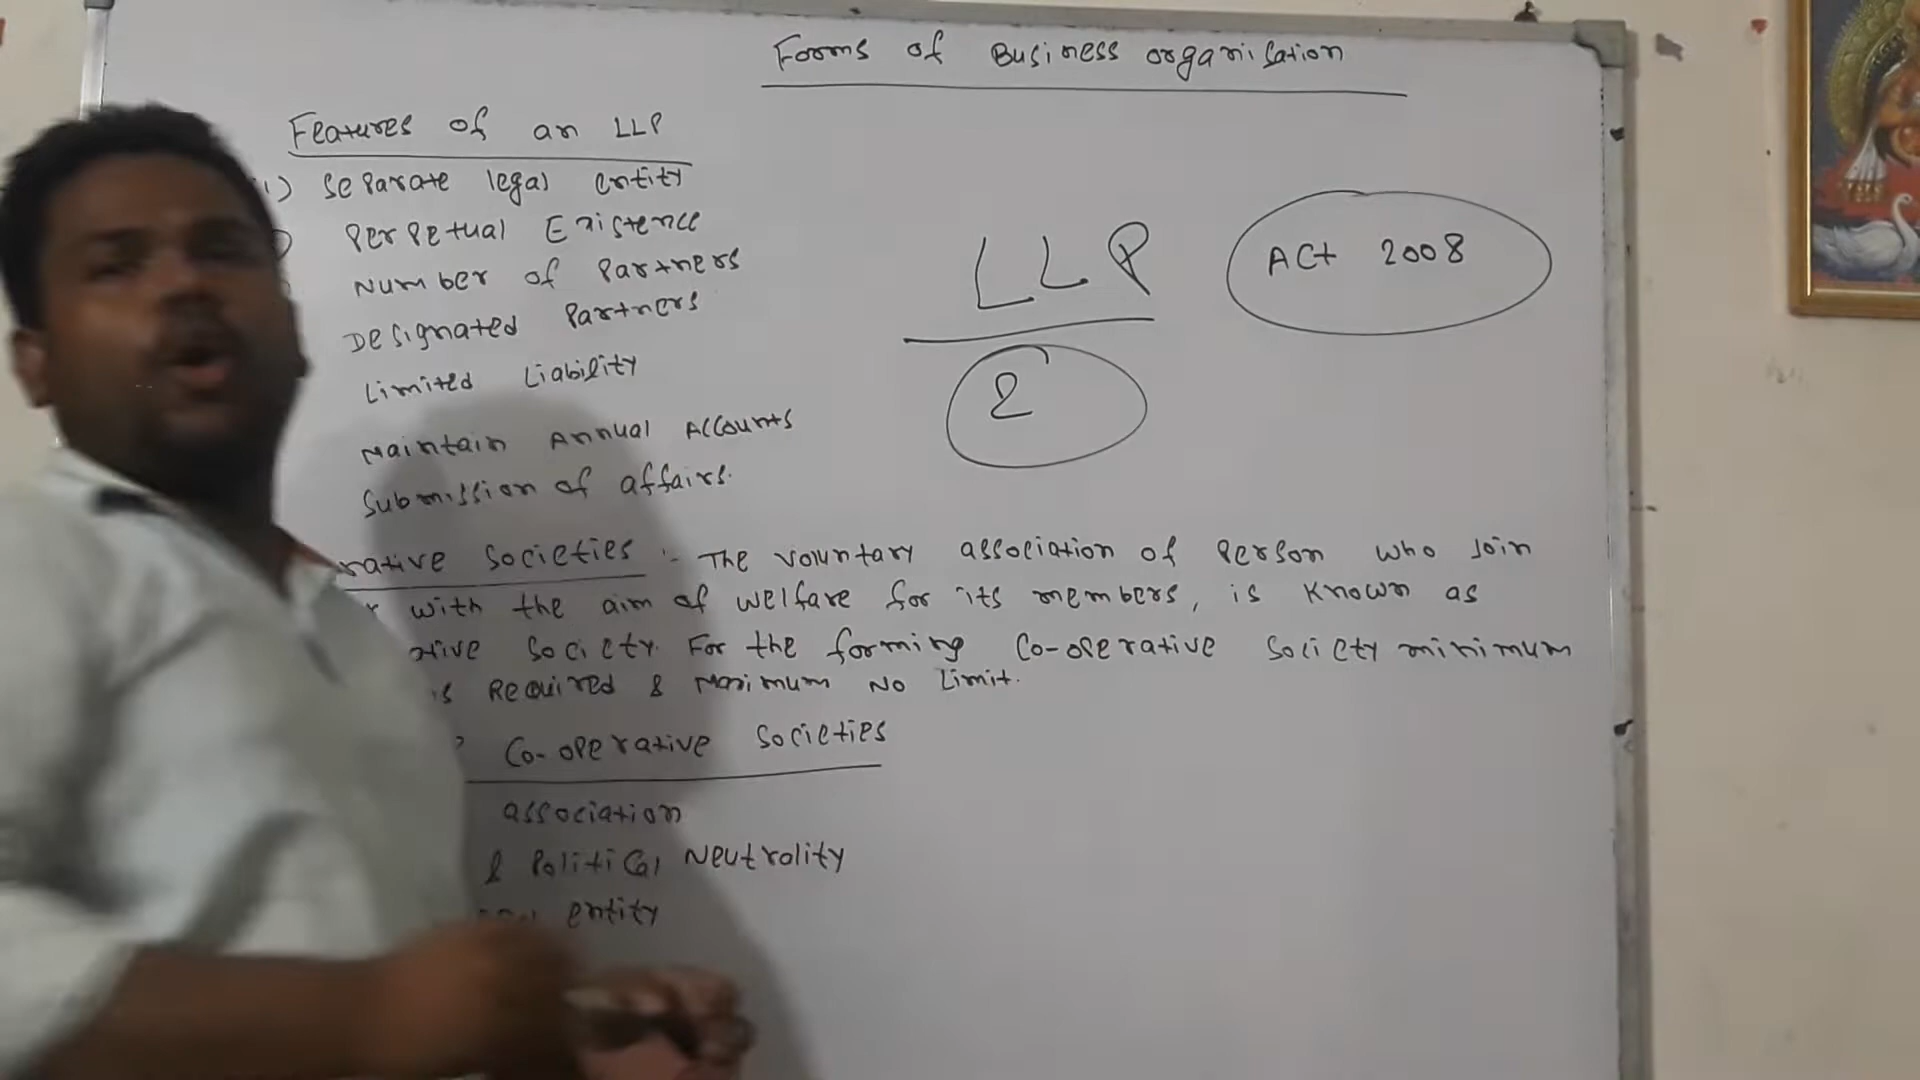 Forms of Business organisation
Features of an LLP
1) Separate legal entity
Perpetual Existence
Number of Partners
Designated Partners
Limited Liability
Maintain Annual Accounts
Submission of affairs.
LLP
2
Act 2008
rative Societies :- The voluntary association of Person who Join
with the aim of welfare for its members, is known as
ative Society. For the forming Co-operative Society minimum
is Required & Maximum No Limit.
Co-operative Societies
association
& Political Neutrolity
entity